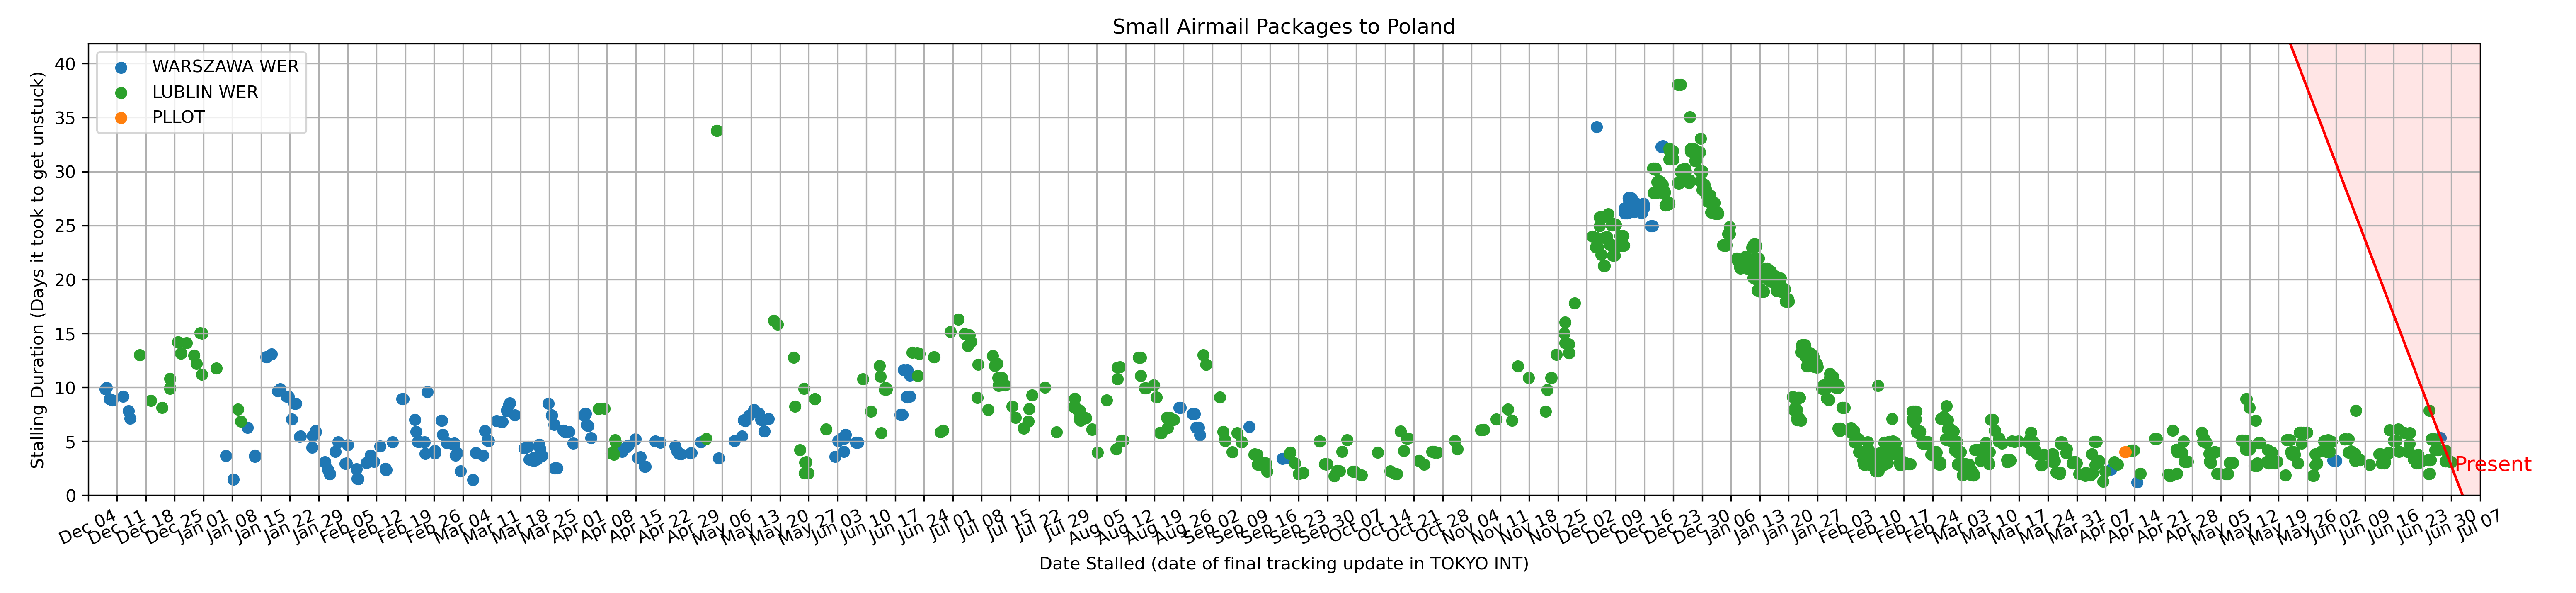 Small Airmail Packages to Poland
WARSZAWA WER
LUBLIN WER
PLLOT
Stalling Duration (Days it took to get unstuck)
40
35
30
25
20
15
10
5
0
Present
Dec 04
Dec 11
Dec 18
Dec 25
Jan 01
Jan 08
Jan 15
Jan 22
Jan 29
Feb 05
Feb 12
Feb 19
Feb 26
Mar 04
Mar 11
Mar 18
Mar 25
Apr 01
Apr 08
Apr 15
Apr 22
Apr 29
May 06
May 13
May 20
May 27
Jun 03
Jun 10
Jun 17
Jun 24
Jul 01
Jul 08
Jul 15
Jul 22
Jul 29
Aug 05
Aug 12
Aug 19
Aug 26
Sep 02
Sep 09
Sep 16
Sep 23
Sep 30
Oct 07
Oct 14
Oct 21
Oct 28
Nov 04
Nov 11
Nov 18
Nov 25
Dec 02
Dec 09
Dec 16
Dec 23
Dec 30
Jan 06
Jan 13
Jan 20
Jan 27
Feb 03
Feb 10
Feb 17
Feb 24
Mar 03
Mar 10
Mar 17
Mar 24
Mar 31
Apr 07
Apr 14
Apr 21
Apr 28
May 05
May 12
May 19
May 26
Jun 02
Jun 09
Jun 16
Jun 23
Jun 30
Jul 07
Date Stalled (date of final tracking update in TOKYO INT)